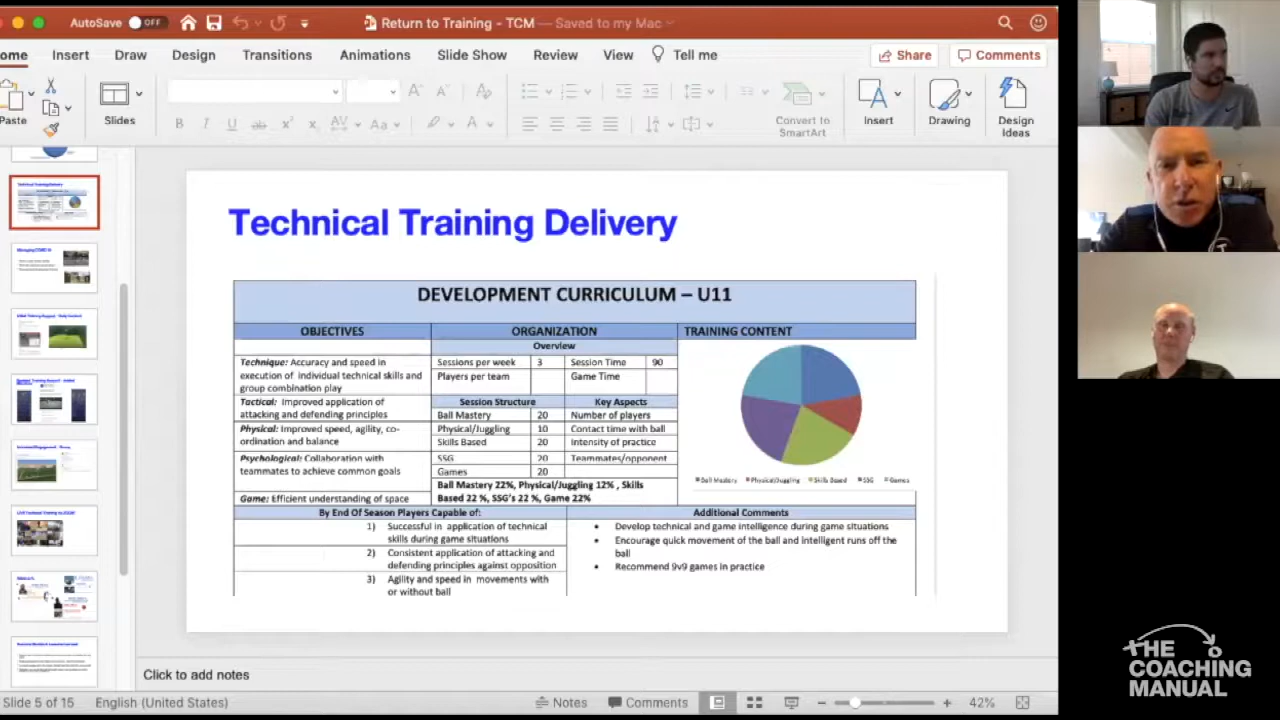 AutoSave OFF Return to Training - TCM — Saved to my Mac
ome Insert Draw Design Transitions Animations Slide Show Review View Tell me Share Comments
Paste Slides Convert to SmartArt Insert Drawing Design Ideas
Technical Training Delivery
DEVELOPMENT CURRICULUM – U11
OBJECTIVES ORGANIZATION TRAINING CONTENT
Overview
Technique: Accuracy and speed in
execution of individual technical skills and
group combination play
Tactical: Improved application of
attacking and defending principles
Physical: Improved speed, agility, co-
ordination and balance
Psychological: Collaboration with
teammates to achieve common goals
Game: Efficient understanding of space
Sessions per week 3 Session Time 90
Players per team Game Time
Session Structure Key Aspects
Ball Mastery 20 Number of players
Physical/Juggling 10 Contact time with ball
Skills Based 20 Intensity of practice
SSG 20 Teammates/opponent
Games 20
Ball Mastery 22%, Physical/Juggling 12% , Skills
Based 22 %, SSG's 22 %, Game 22%
Ball Mastery Physical/Juggling Skills Based SSG Games
By End Of Season Players Capable of: Additional Comments
1) Successful in application of technical
skills during game situations
2) Consistent application of attacking and
defending principles against opposition
3) Agility and speed in movements with
or without ball
• Develop technical and game intelligence during game situations
• Encourage quick movement of the ball and intelligent runs off the
ball
• Recommend 9v9 games in practice
Click to add notes
Slide 5 of 15 English (United States) Notes Comments 42%
THE
COACHING
MANUAL